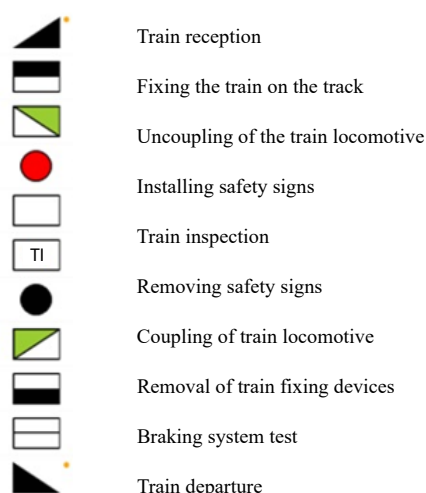 Train reception
Fixing the train on the track
Uncoupling of the train locomotive
Installing safety signs
Train inspection
TI
Removing safety signs
Coupling of train locomotive
Removal of train fixing devices
Braking system test
Train departure